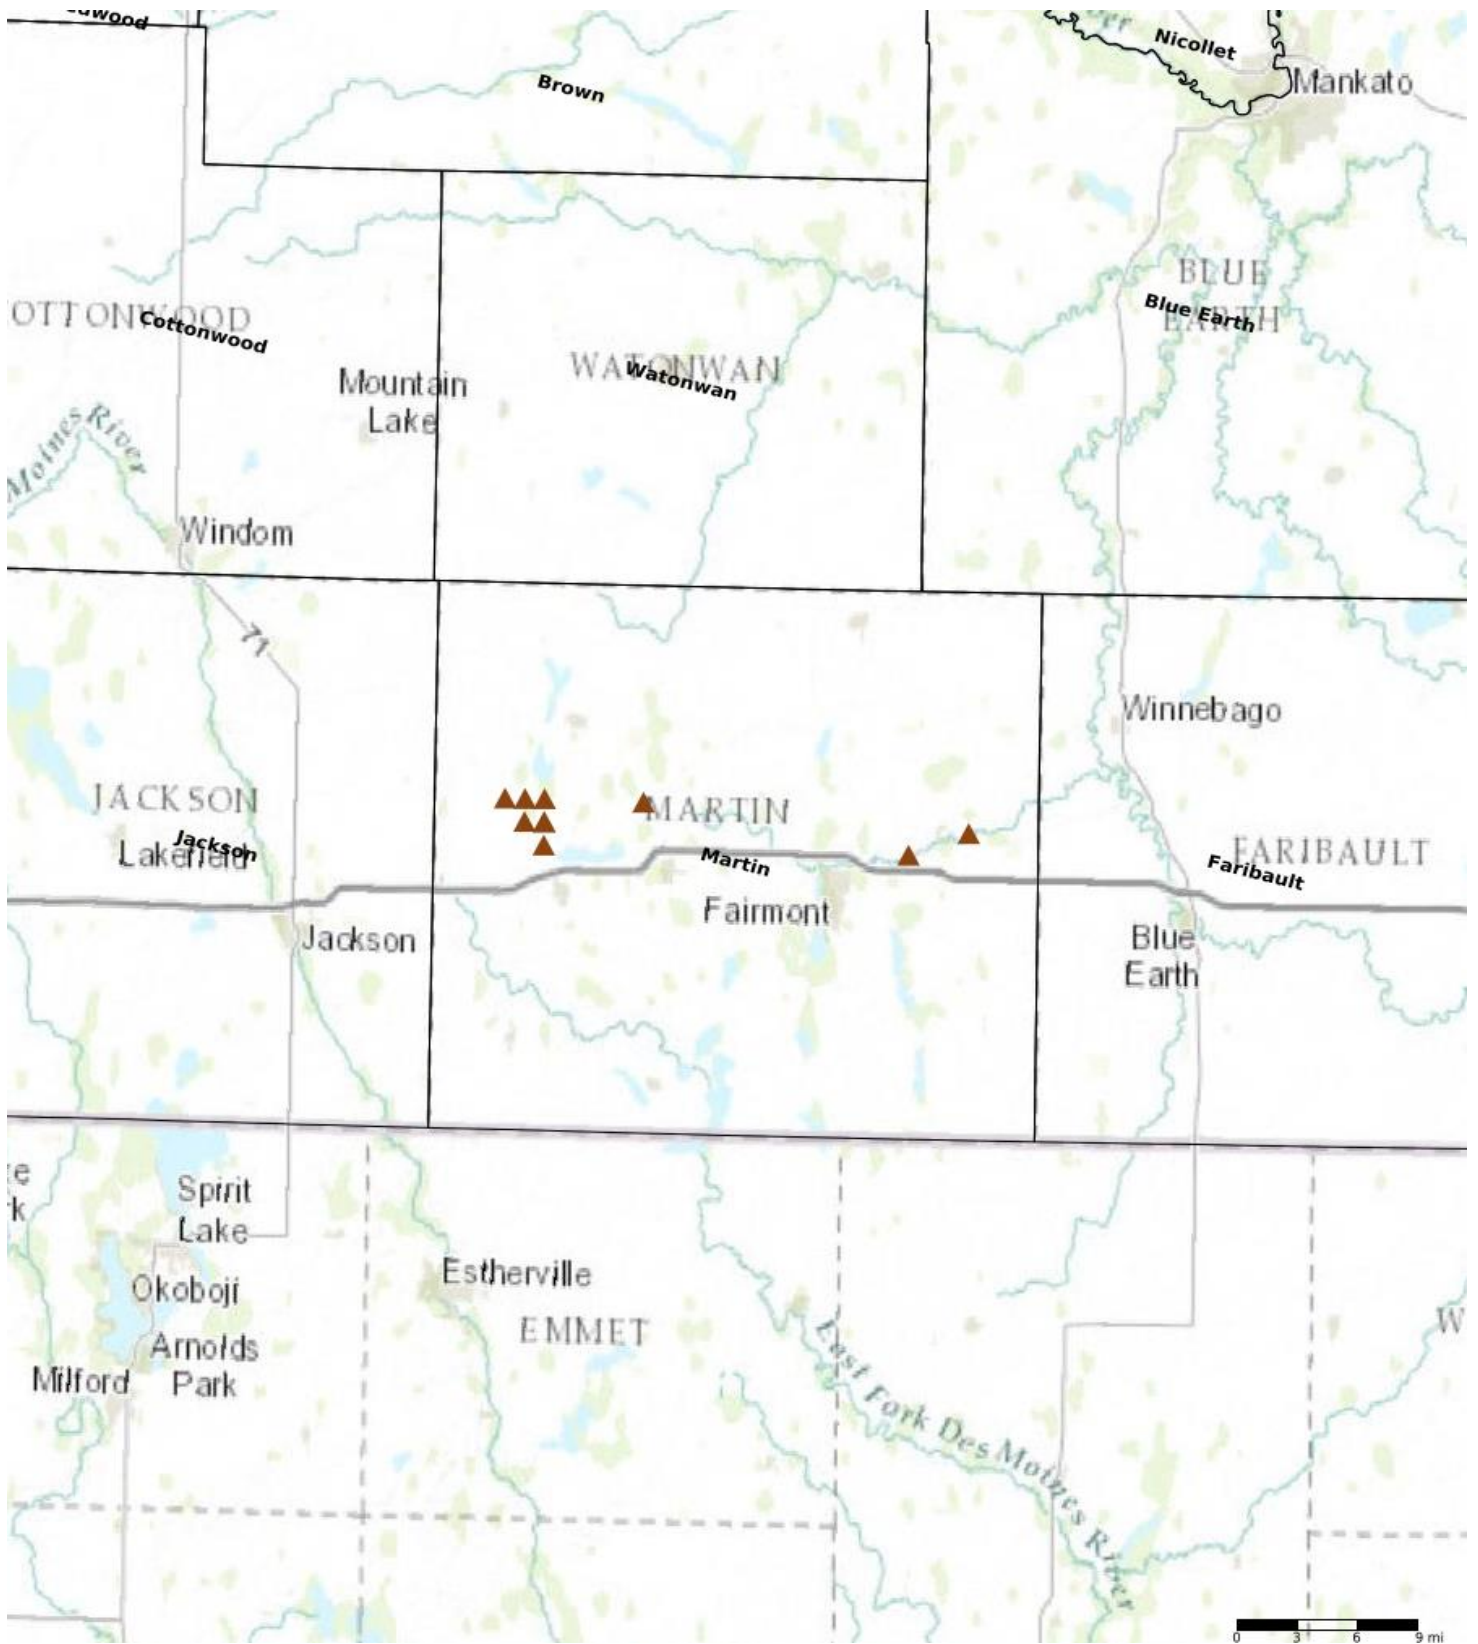 Nicollet
Mankato
Brown
BLUE
EARTH
Blue Earth
OTTONWOOD
Cottonwood
WATONWAN
Watonwan
Mountain
Lake
Moines River
Windom
71
Winnebago
JACKSON
Jackson
Lakefield
MARTIN
Martin
FARIBAULT
Faribault
Fairmont
Jackson
Blue
Earth
Spirit
Lake
Okoboji
Estherville
EMMET
Arnolds
Park
Milford
East Fork Des Moines River
W
0 3 6 9 mi